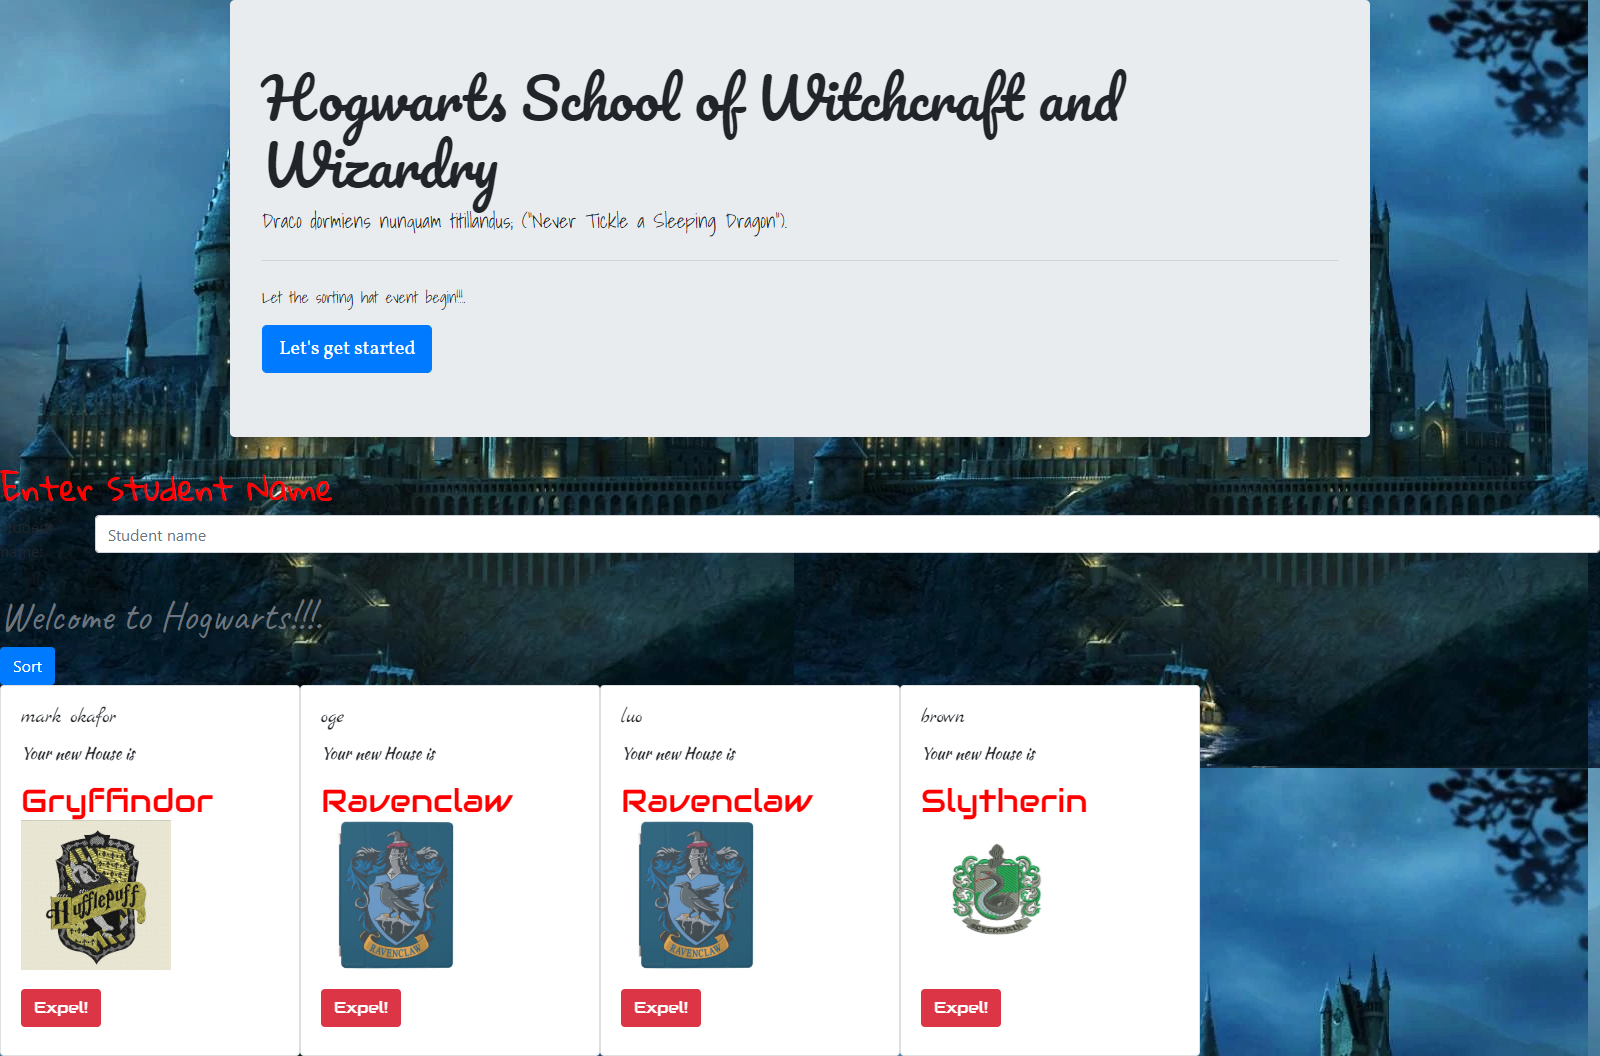 Hogwarts School of Witchcraft and
Wizardry
Draco dormiens nunquam titillandus; ("Never Tickle a Sleeping Dragon").
Let the sorting hat event begin!!!.
Let's get started
Enter Student Name
name:
Student name
Welcome to Hogwarts!!!.
Sort
mark okafor
Your new House is
Gryffindor
Hufflepuff
Expel!
oge
Your new House is
Ravenclaw
RAVENCLAW
Expel!
luo
Your new House is
Ravenclaw
RAVENCLAW
Expel!
brown
Your new House is
Slytherin
SLYTHERIN
Expel!